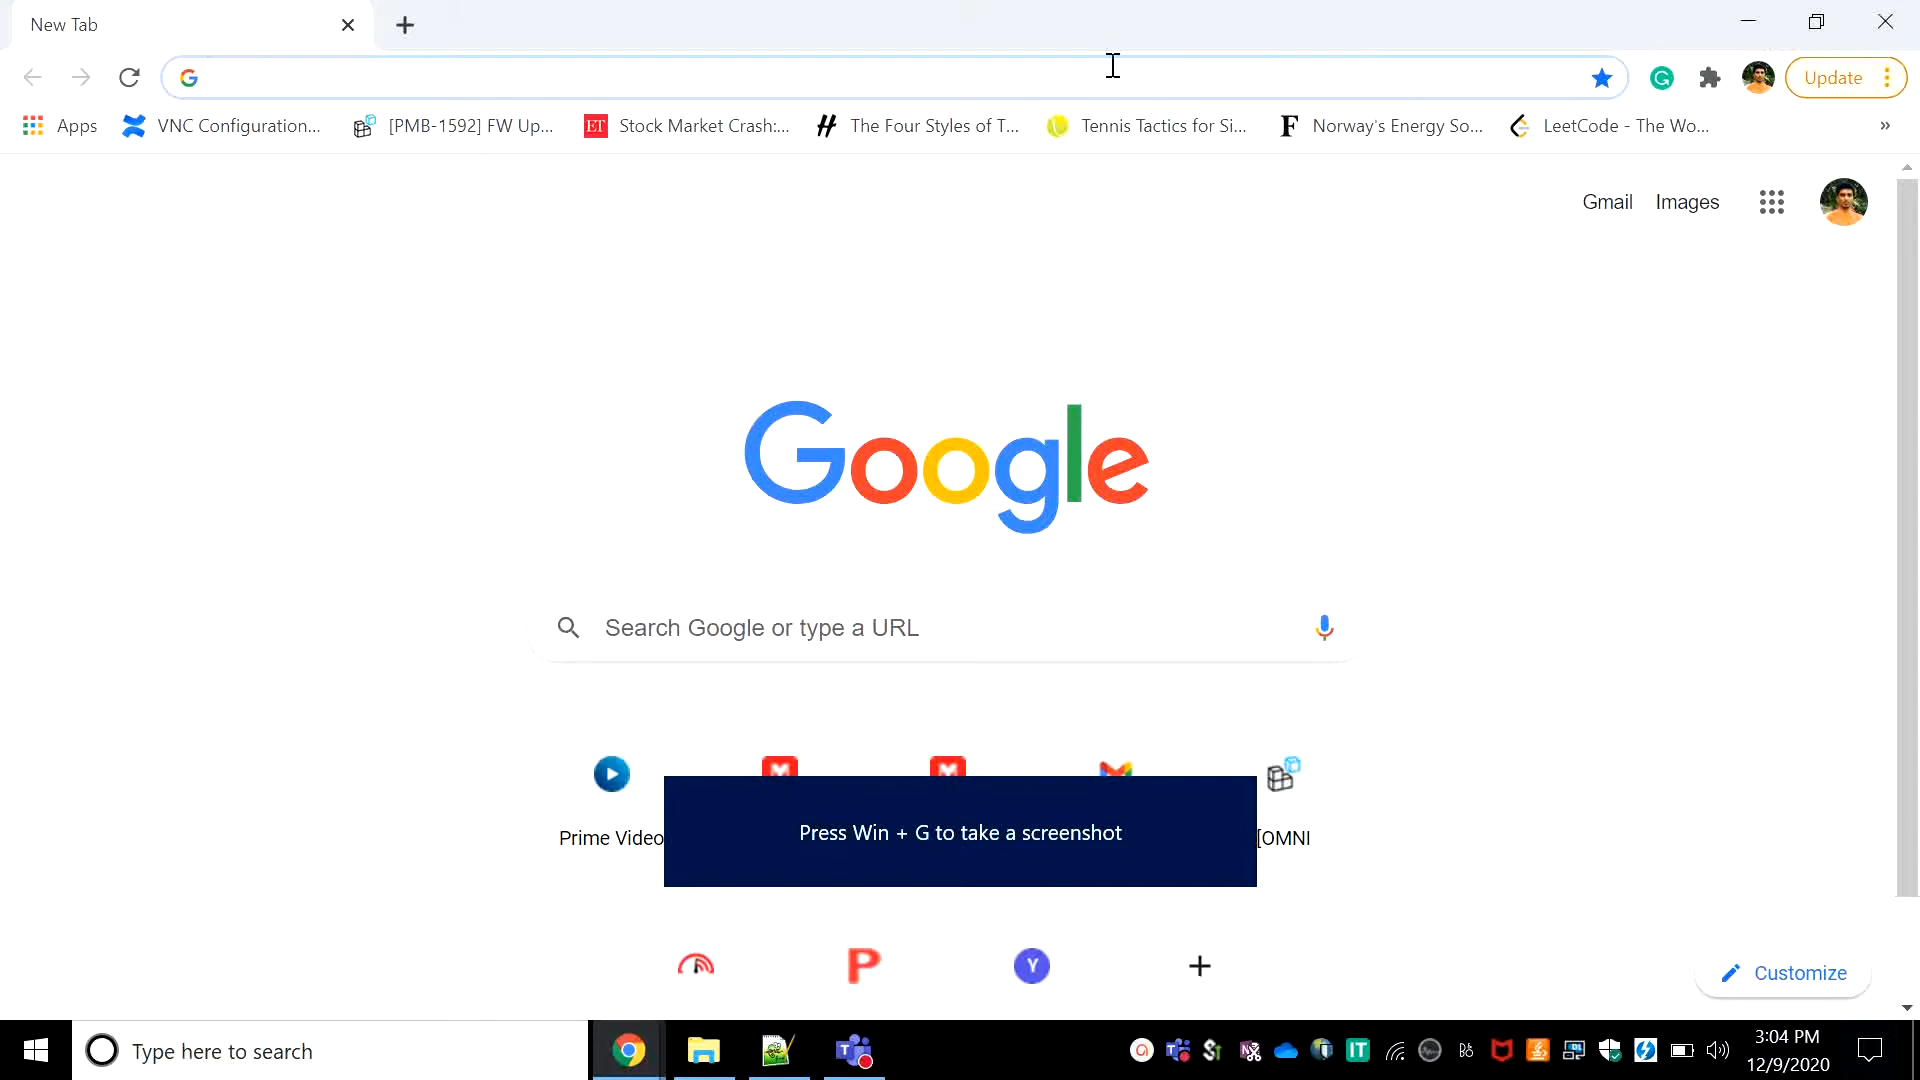 New Tab
Update
Apps
VNC Configuration...
[PMB-1592] FW Up...
ET
Stock Market Crash:...
The Four Styles of T...
Tennis Tactics for Si...
F
Norway's Energy So...
LeetCode - The Wo...
»
Gmail
Images
Google
Search Google or type a URL
Prime Video
[OMNI
Press Win + G to take a screenshot
P
Y
Customize
Type here to search
IT
3:04 PM
12/9/2020